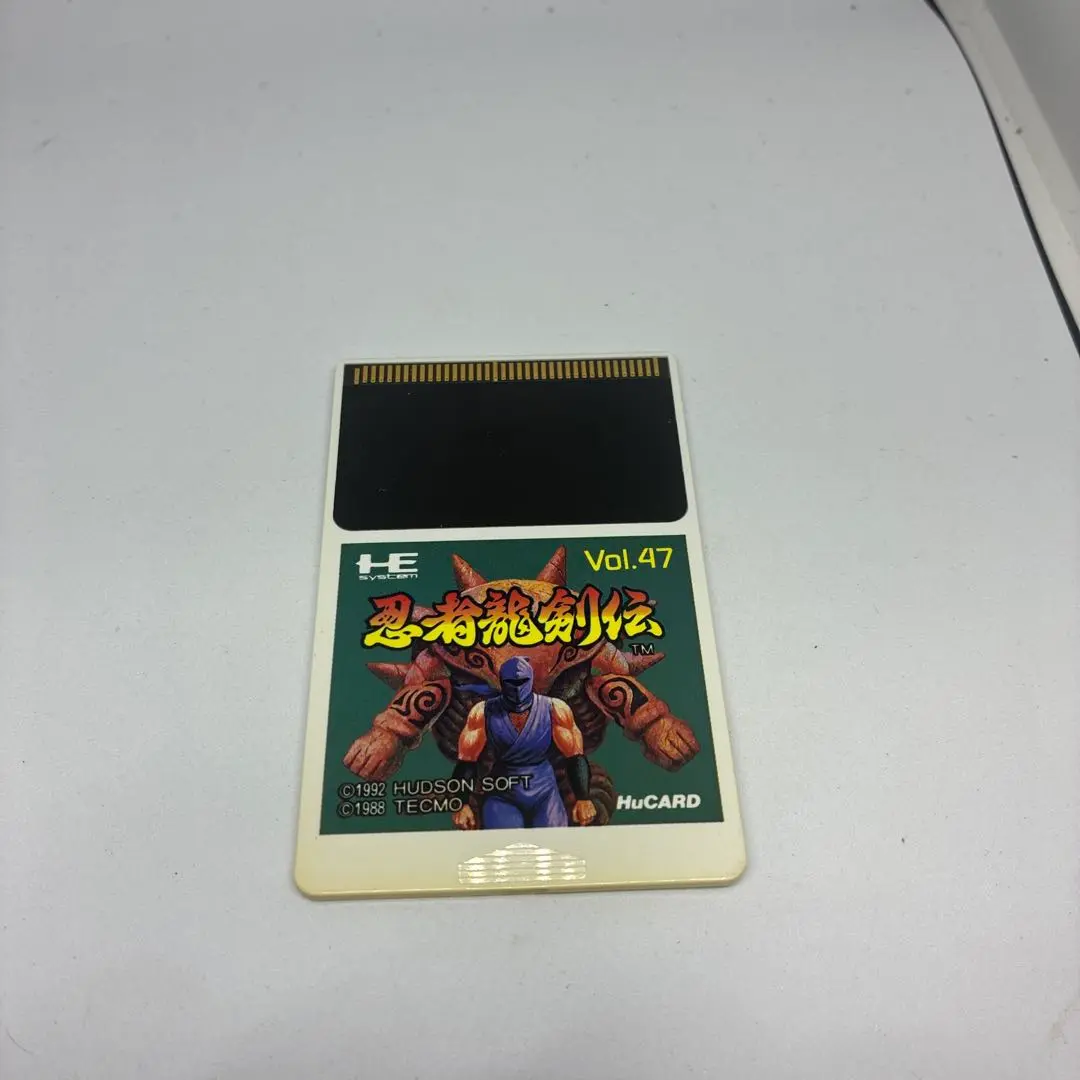 HE
system
Vol.47
忍者龍剣伝
TM
©1992 HUDSON SOFT
©1988 TECMO
HuCARD